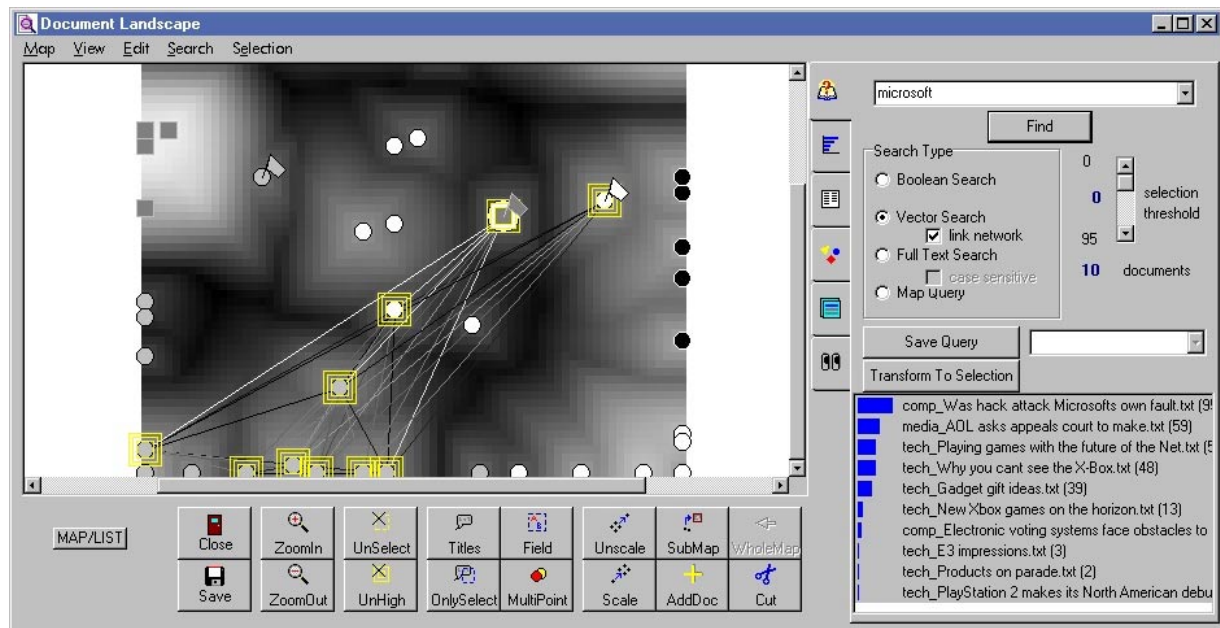 Document Landscape
Map View Edit Search Selection
microsoft
Find
Search Type
Boolean Search
Vector Search
link network
Full Text Search
case sensitive
Map Query
0
0
95
selection
threshold
10 documents
Save Query
Transform To Selection
comp_Was hack attack Microsofts own fault.txt
media_AOL asks appeals court to make.txt (59)
tech_Playing games with the future of the Net.txt
tech_Why you cant see the X-Box.txt (48)
tech_Gadget gift ideas.txt (39)
tech_New Xbox games on the horizon.txt (13)
comp_Electronic voting systems face obstacles to
tech_E3 impressions.txt (3)
tech_Products on parade.txt (2)
tech_PlayStation 2 makes its North American debu
MAP/LIST
Close ZoomIn UnSelect Titles Field Unscale SubMap WholeMap
Save ZoomOut UnHigh OnlySelect MultiPoint Scale AddDoc Cut